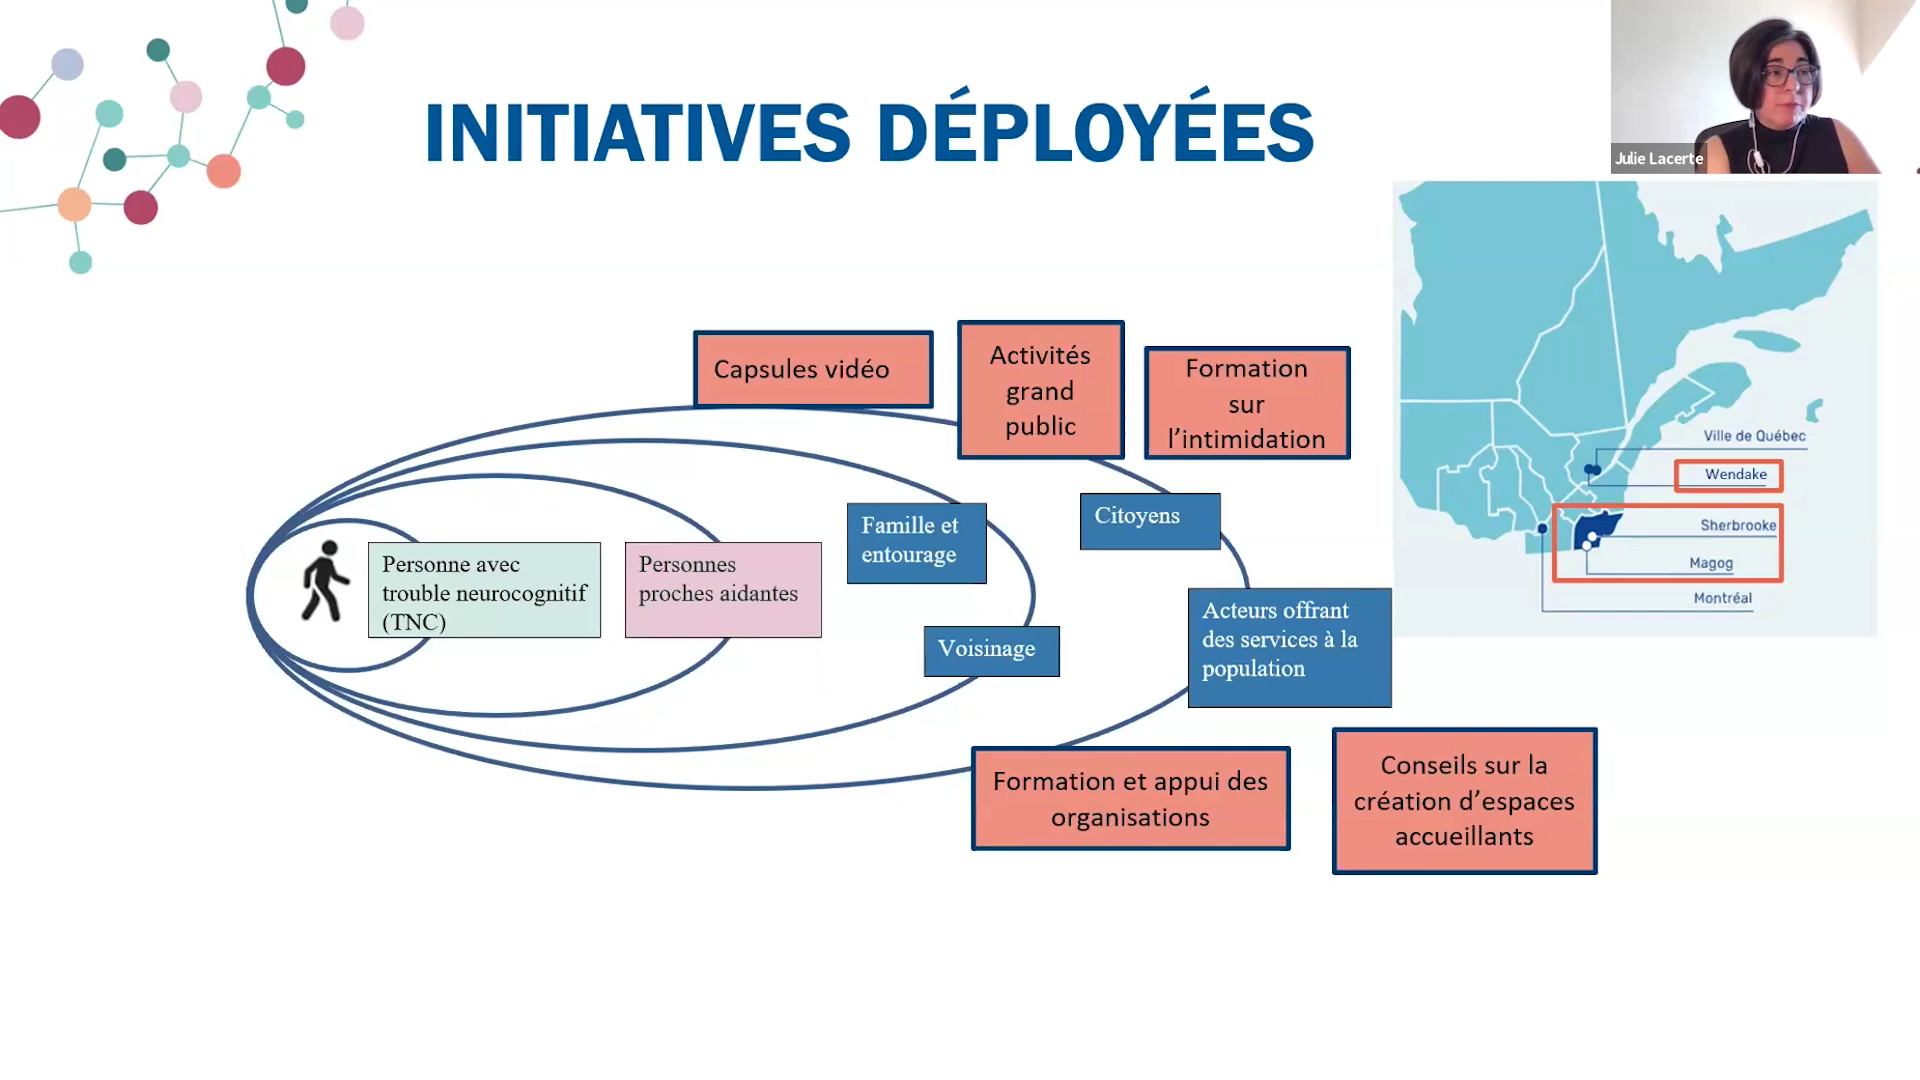 INITIATIVES DÉPLOYÉES
Julie Lacerte
Capsules vidéo
Activités
grand
public
Formation
sur
l’intimidation
Ville de Québec
Wendake
Sherbrooke
Magog
Montréal
Personne avec
trouble neurocognitif
(TNC)
Personnes
proches aidantes
Famille et
entourage
Voisinage
Citoyens
Acteurs offrant
des services à la
population
Formation et appui des
organisations
Conseils sur la
création d’espaces
accueillants